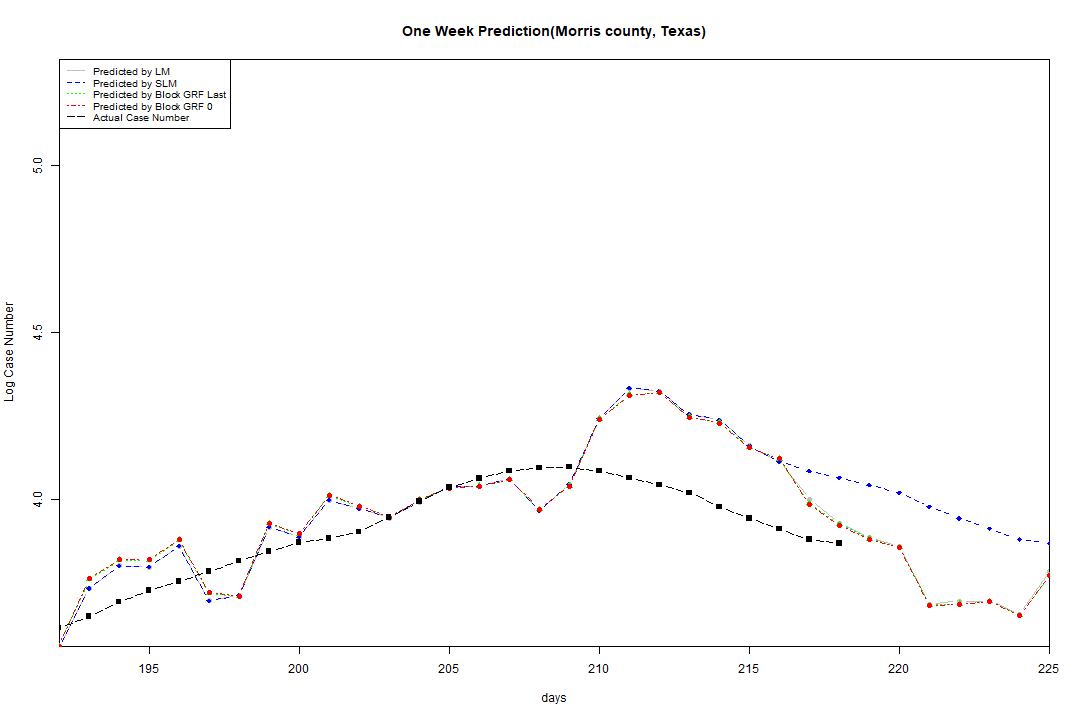 One Week Prediction(Morris county, Texas)
Predicted by LM
Predicted by SLM
Predicted by Block GRF Last
Predicted by Block GRF 0
Actual Case Number
5.0
4.5
4.0
Log Case Number
195 200 205 210 215 220 225
days